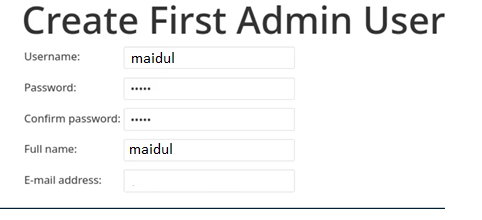 Create First Admin User
Username: maidul
Password: •••••
Confirm password: •••••
Full name: maidul
E-mail address: